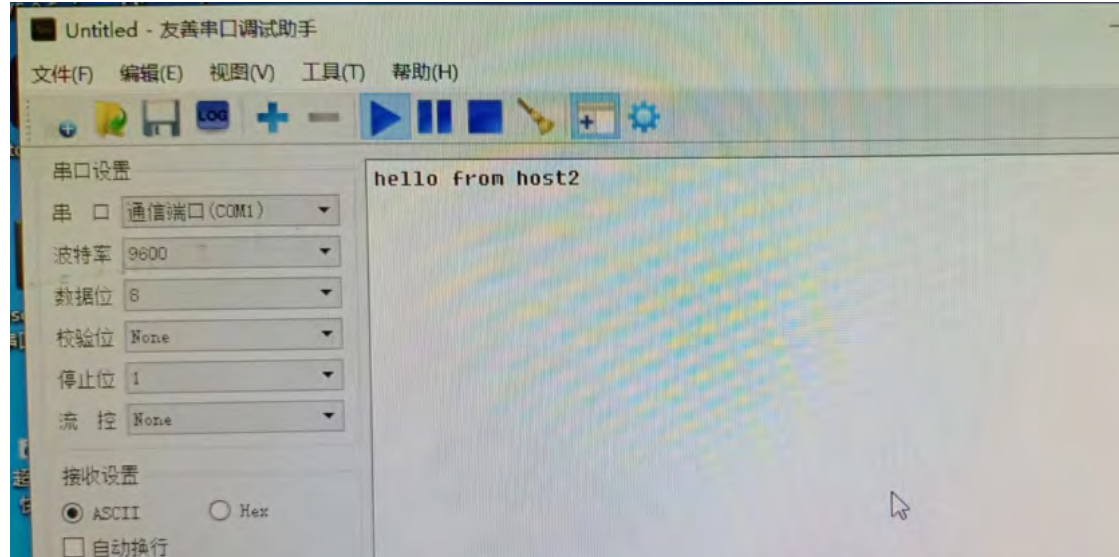 Untitled - 友善串口调试助手
文件(F) 编辑(E) 视图(V) 工具(T) 帮助(H)
LOG
串口设置
hello from host2
串 口 通信端口(COM1)
波特率 9600
数据位 8
校验位 None
停止位 1
流 控 None
接收设置
ASCII Hex
自动换行